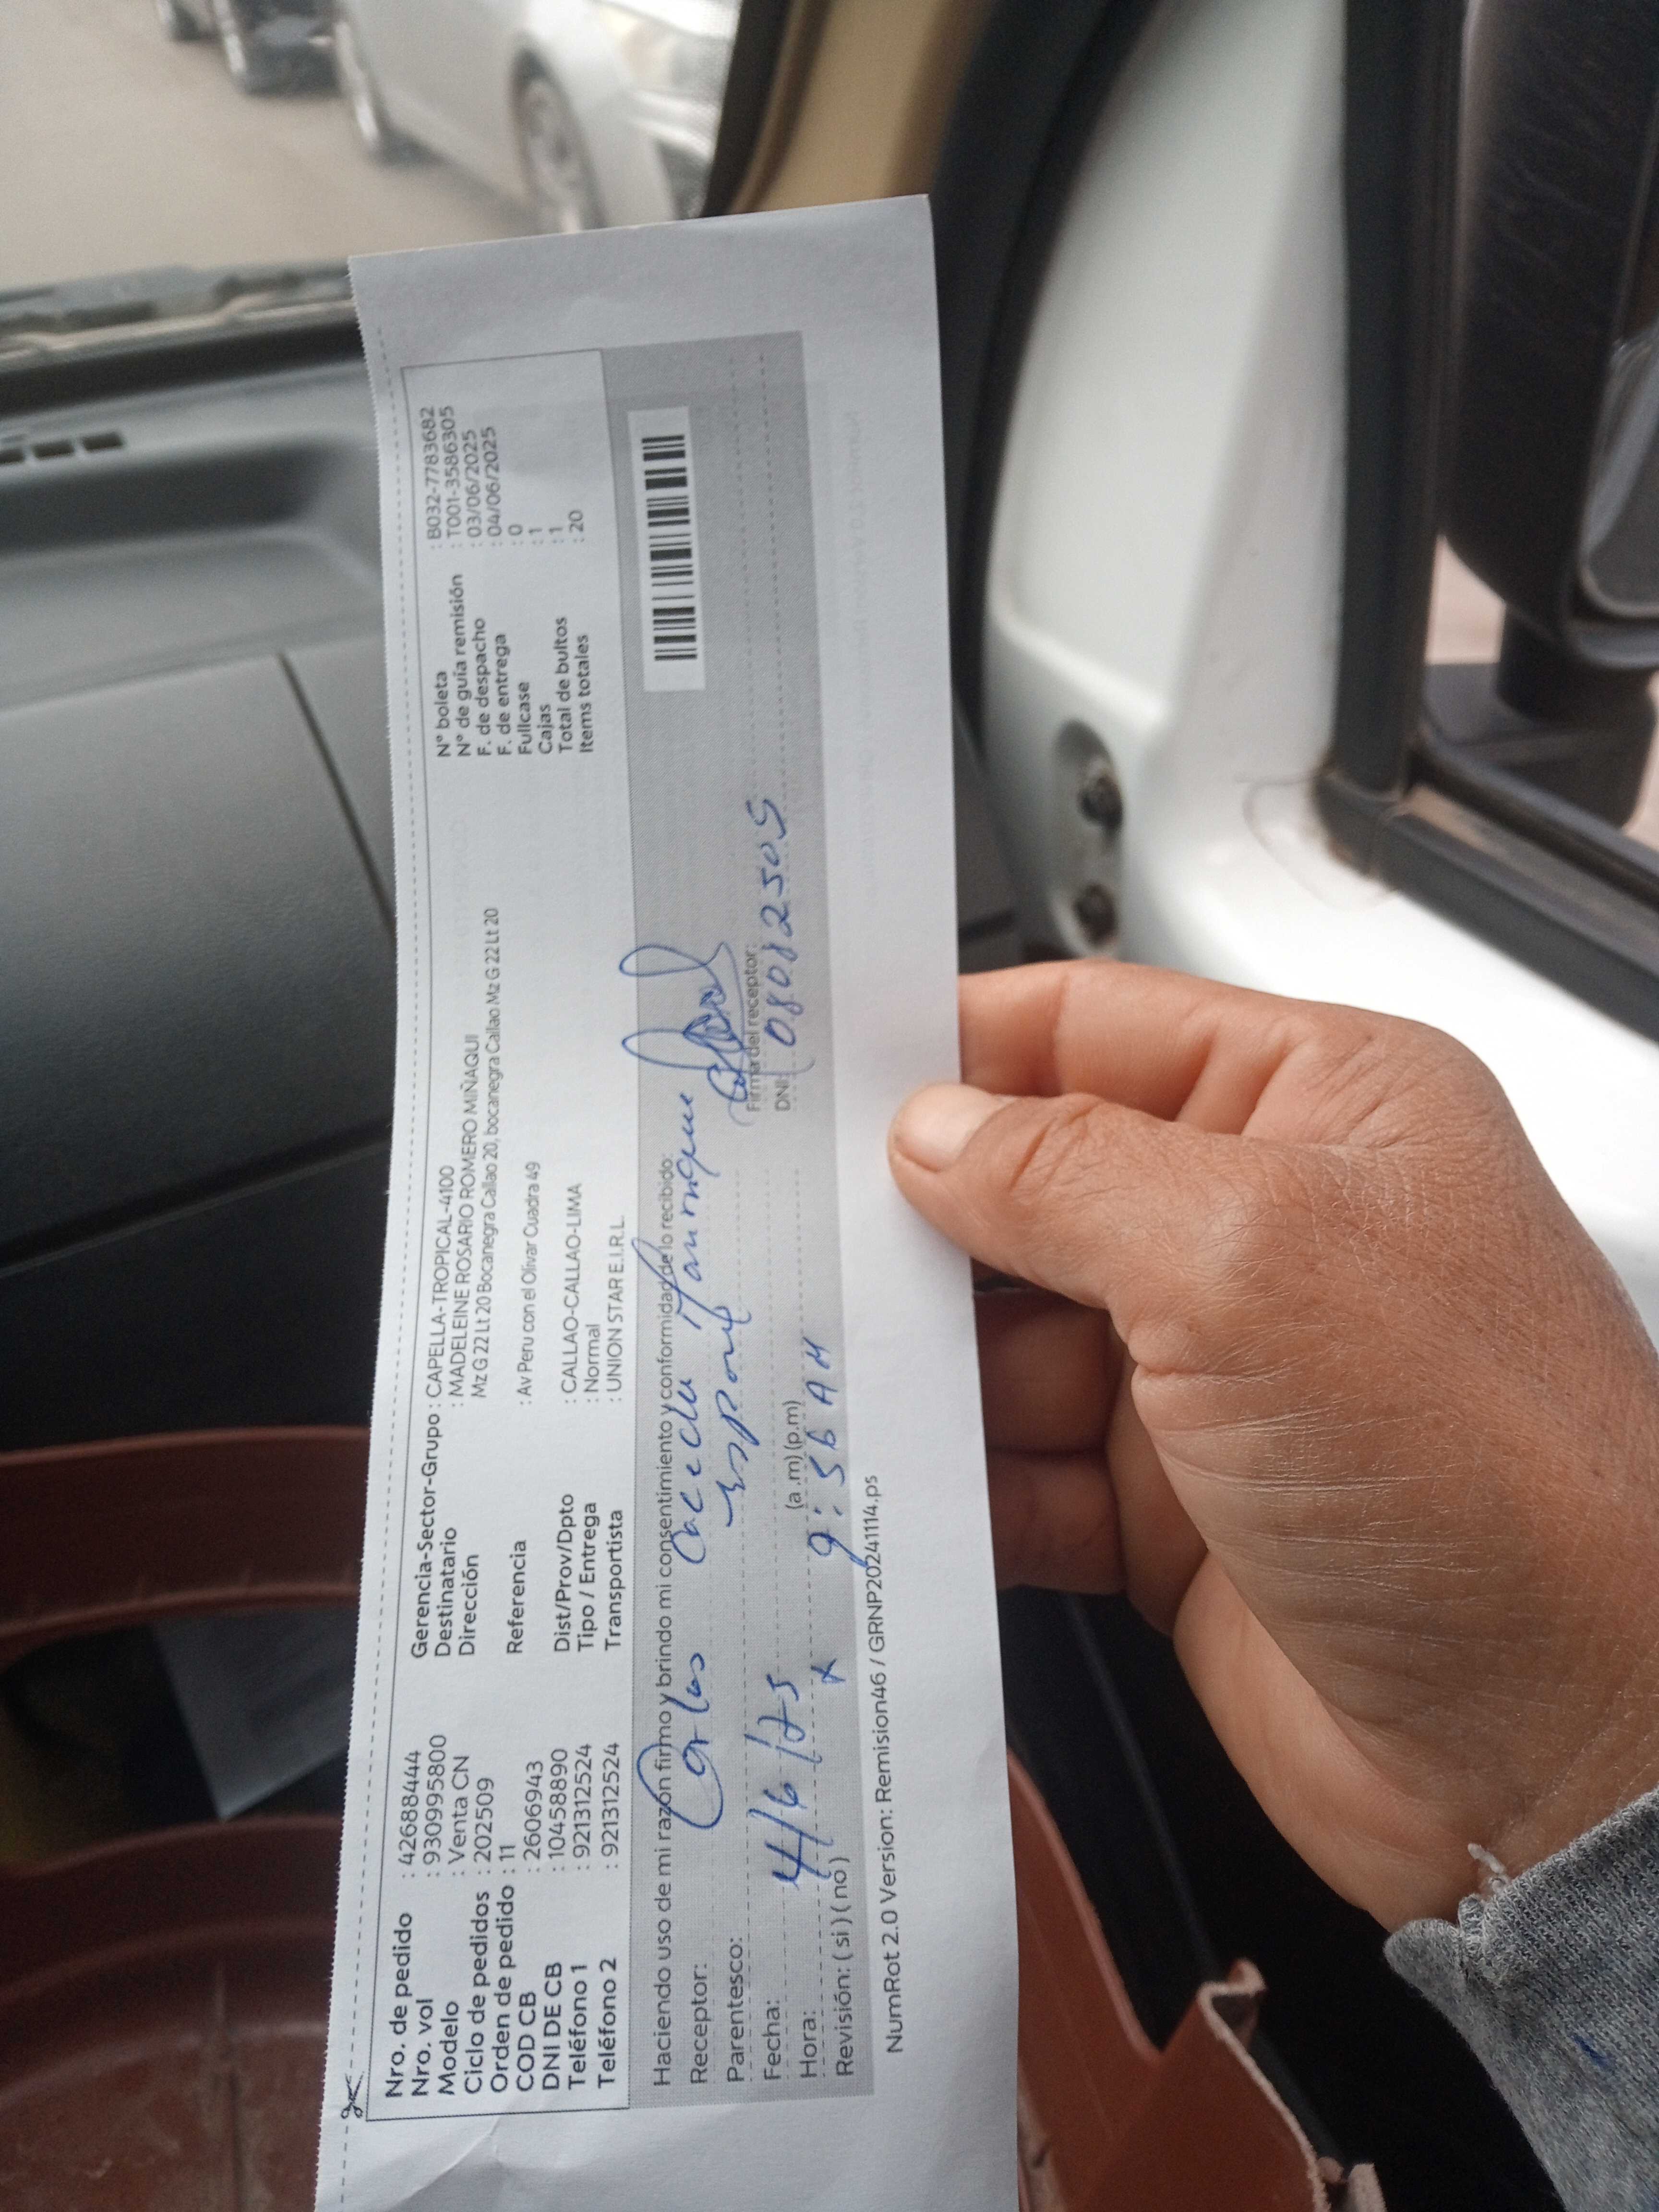 Nro. de pedido : 426888444
Nro. vol : 9309995800
Modelo : Venta CN
Ciclo de pedidos : 202509
Orden de pedido : 11
COD CB : 2606943
DNI DE CB : 10458890
Teléfono 1 : 921312524
Teléfono 2 : 921312524
Gerencia-Sector-Grupo : CAPELLA-TROPICAL-4100
Destinatario : MADELEINE ROSARIO ROMERO MIÑAQUI
Dirección Mz G 22 Lt 20 Bocanegra Callao 20, bocanegra Callao Mz G 22 Lt 20
Referencia : Av Peru con el Olivar Cuadra 49
Dist/Prov/Dpto : CALLAO-CALLAO-LIMA
Tipo / Entrega : Normal
Transportista : UNION STAR E.I.R.L.
N° boleta : B032-7783682
N° de guía remisión : T001-3586305
F. de despacho : 03/06/2025
F. de entrega : 04/06/2025
Fullcase : 0
Cajas : 1
Total de bultos : 1
Items totales : 20
Haciendo uso de mi razón firmo y brindo mi consentimiento y conformidad de lo recibido:
Receptor: Carlos
Parentesco:
Fecha: 4/6/25
Hora: (a.m) (p.m) 9:56 AM
Revisión: ( si ) ( no ) x
Firma del receptor:
DNI: 08082505
NumRot 2.0 Version: Remision46 / GRNP20241114.ps